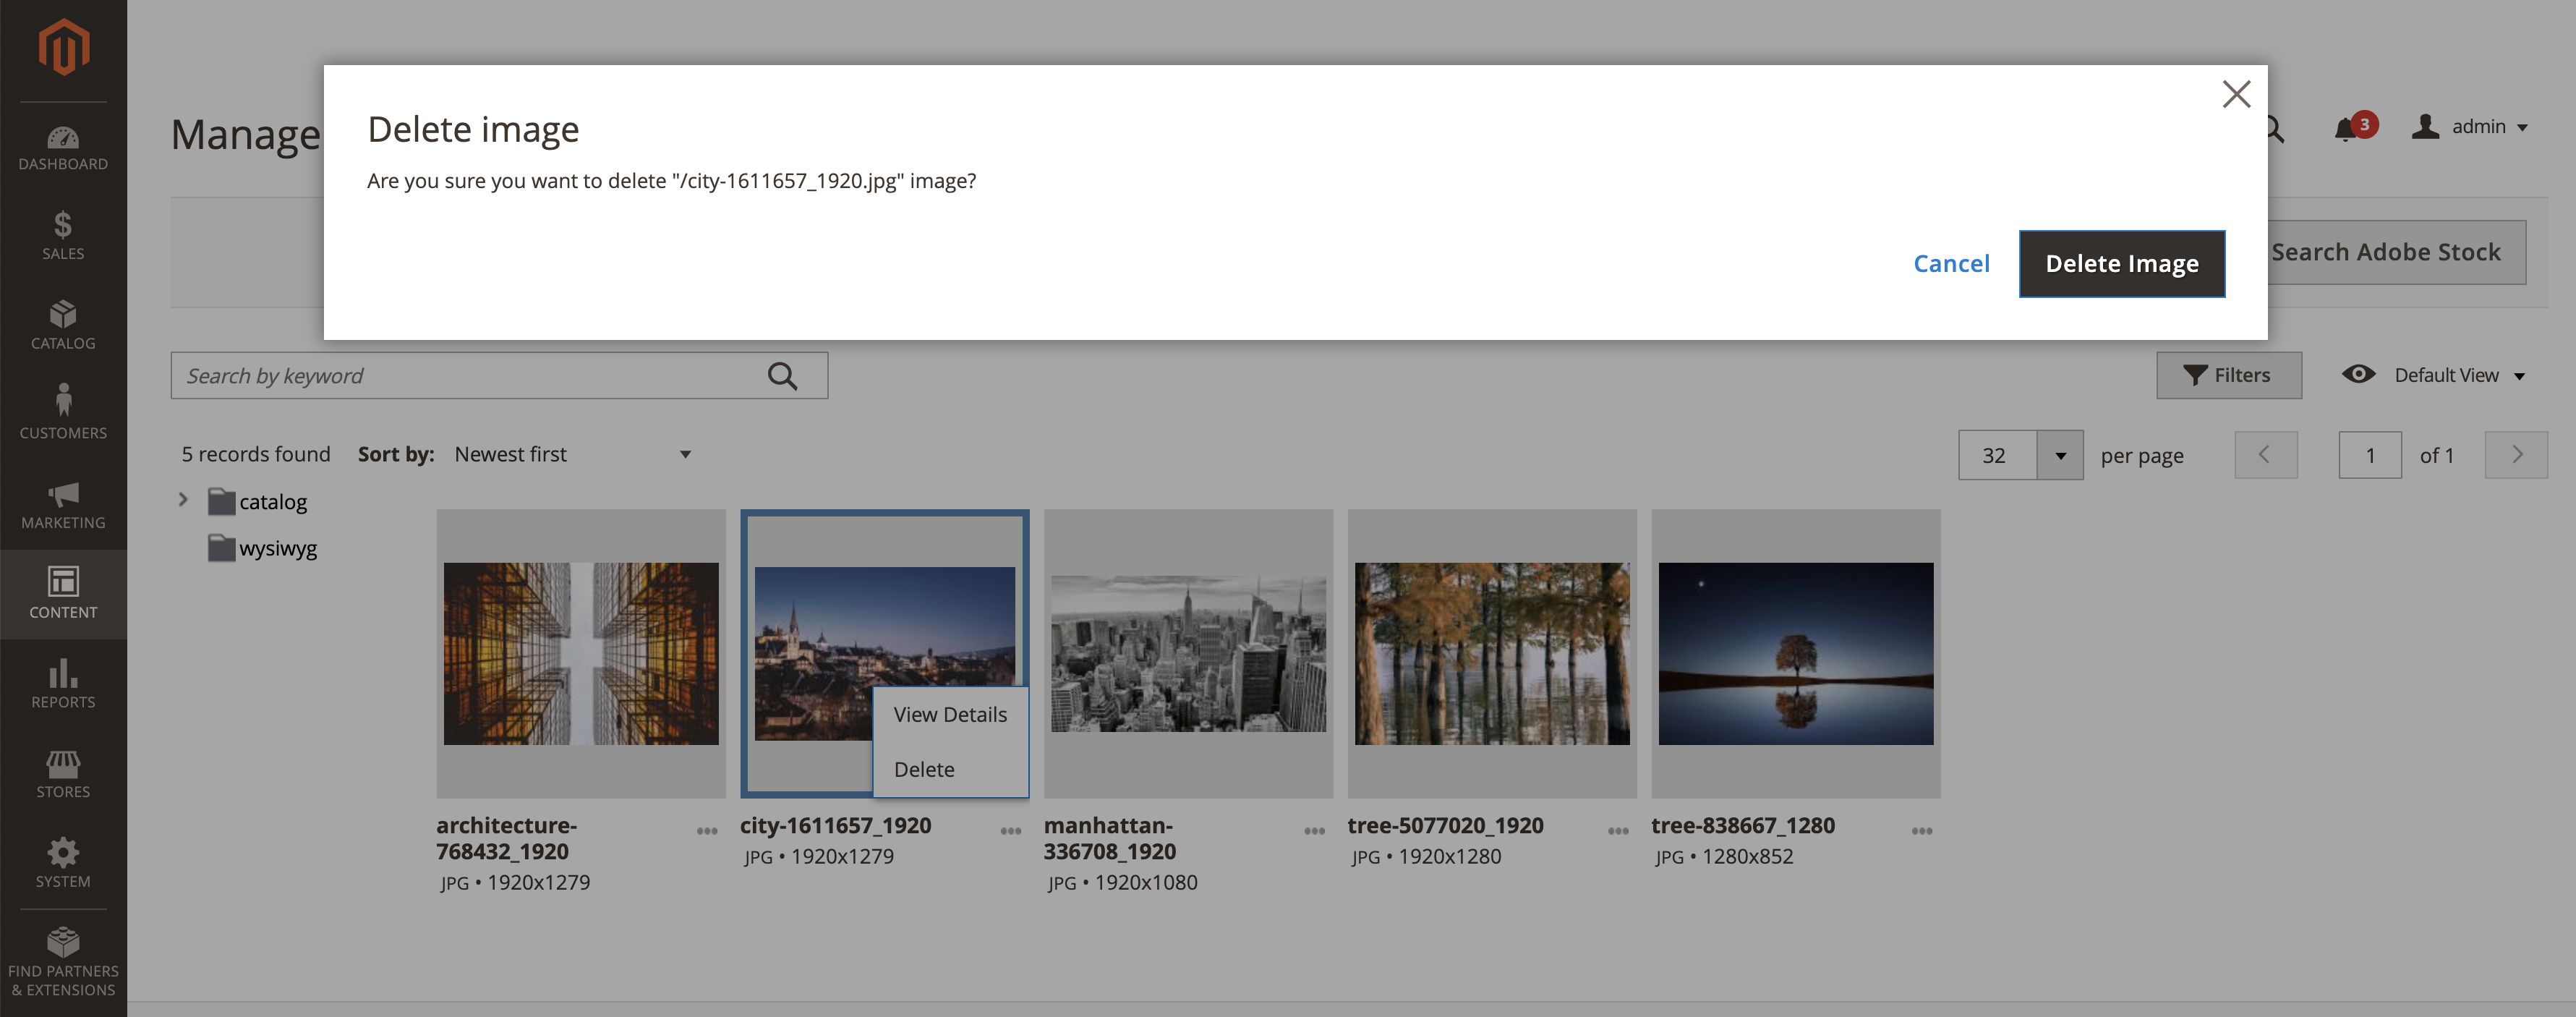 DASHBOARD
SALES
CATALOG
CUSTOMERS
MARKETING
CONTENT
REPORTS
STORES
SYSTEM
FIND PARTNERS
& EXTENSIONS
Manage
3
admin
Delete image
Are you sure you want to delete "/city-1611657_1920.jpg" image?
Cancel
Delete Image
Search Adobe Stock
Search by keyword
Filters
Default View
5 records found
Sort by: Newest first
32 per page
1 of 1
catalog
wysiwyg
View Details
Delete
architecture-
768432_1920
JPG • 1920x1279
city-1611657_1920
JPG • 1920x1279
manhattan-
336708_1920
JPG • 1920x1080
tree-5077020_1920
JPG • 1920x1280
tree-838667_1280
JPG • 1280x852